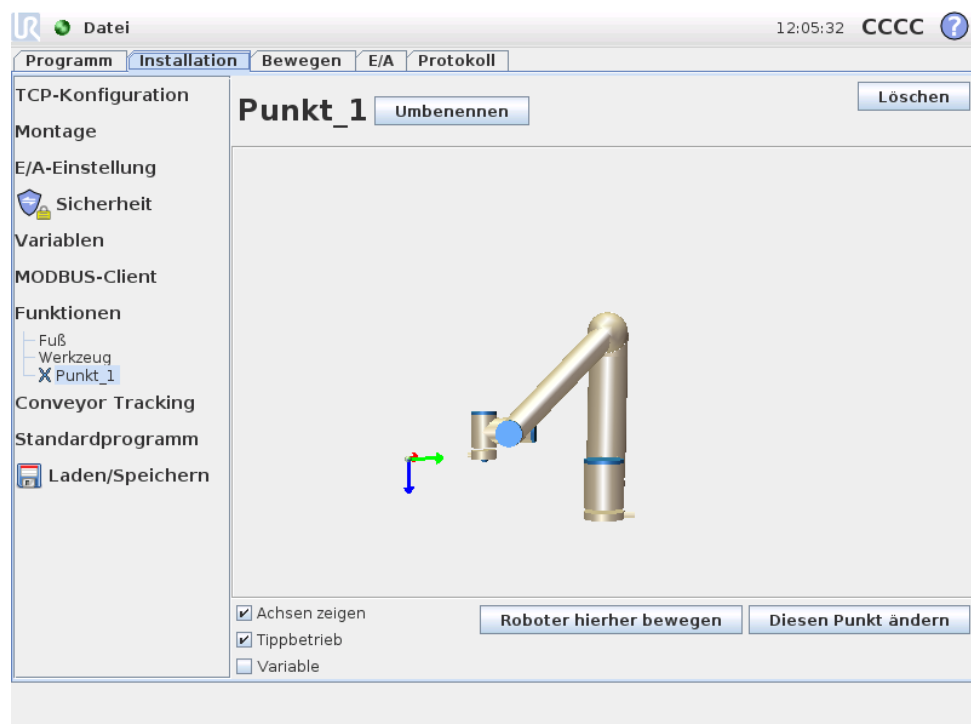 UR Datei 12:05:32 CCCC ?
Programm Installation Bewegen E/A Protokoll
TCP-Konfiguration
Montage
E/A-Einstellung
Sicherheit
Variablen
MODBUS-Client
Funktionen
Fuß
Werkzeug
Punkt_1
Conveyor Tracking
Standardprogramm
Laden/Speichern
Punkt_1 Umbenennen Löschen
Achsen zeigen
Tippbetrieb
Variable
Roboter hierher bewegen Diesen Punkt ändern